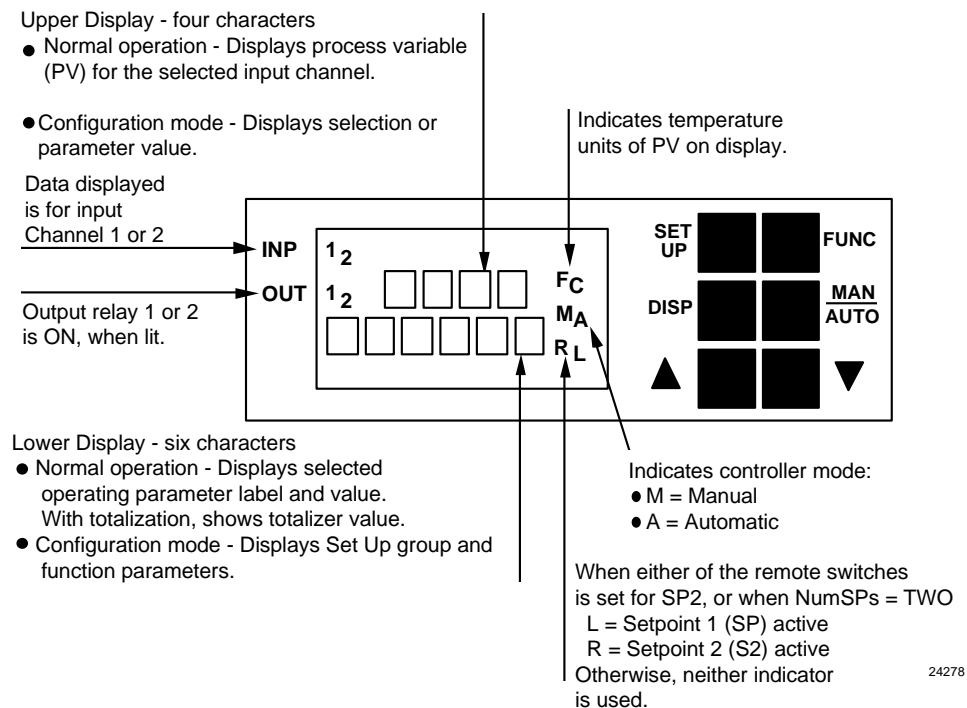 Upper Display - four characters
● Normal operation - Displays process variable
(PV) for the selected input channel.
● Configuration mode - Displays selection or
parameter value.
Indicates temperature
units of PV on display.
Data displayed
is for input
Channel 1 or 2
Output relay 1 or 2
is ON, when lit.
INP 1 2
OUT 1 2
F C
M A
R L
SET
UP
FUNC
DISP
MAN
AUTO
Lower Display - six characters
● Normal operation - Displays selected
operating parameter label and value.
With totalization, shows totalizer value.
● Configuration mode - Displays Set Up group and
function parameters.
Indicates controller mode:
● M = Manual
● A = Automatic
When either of the remote switches
is set for SP2, or when NumSPs = TWO
L = Setpoint 1 (SP) active
R = Setpoint 2 (S2) active
Otherwise, neither indicator
is used.
24278